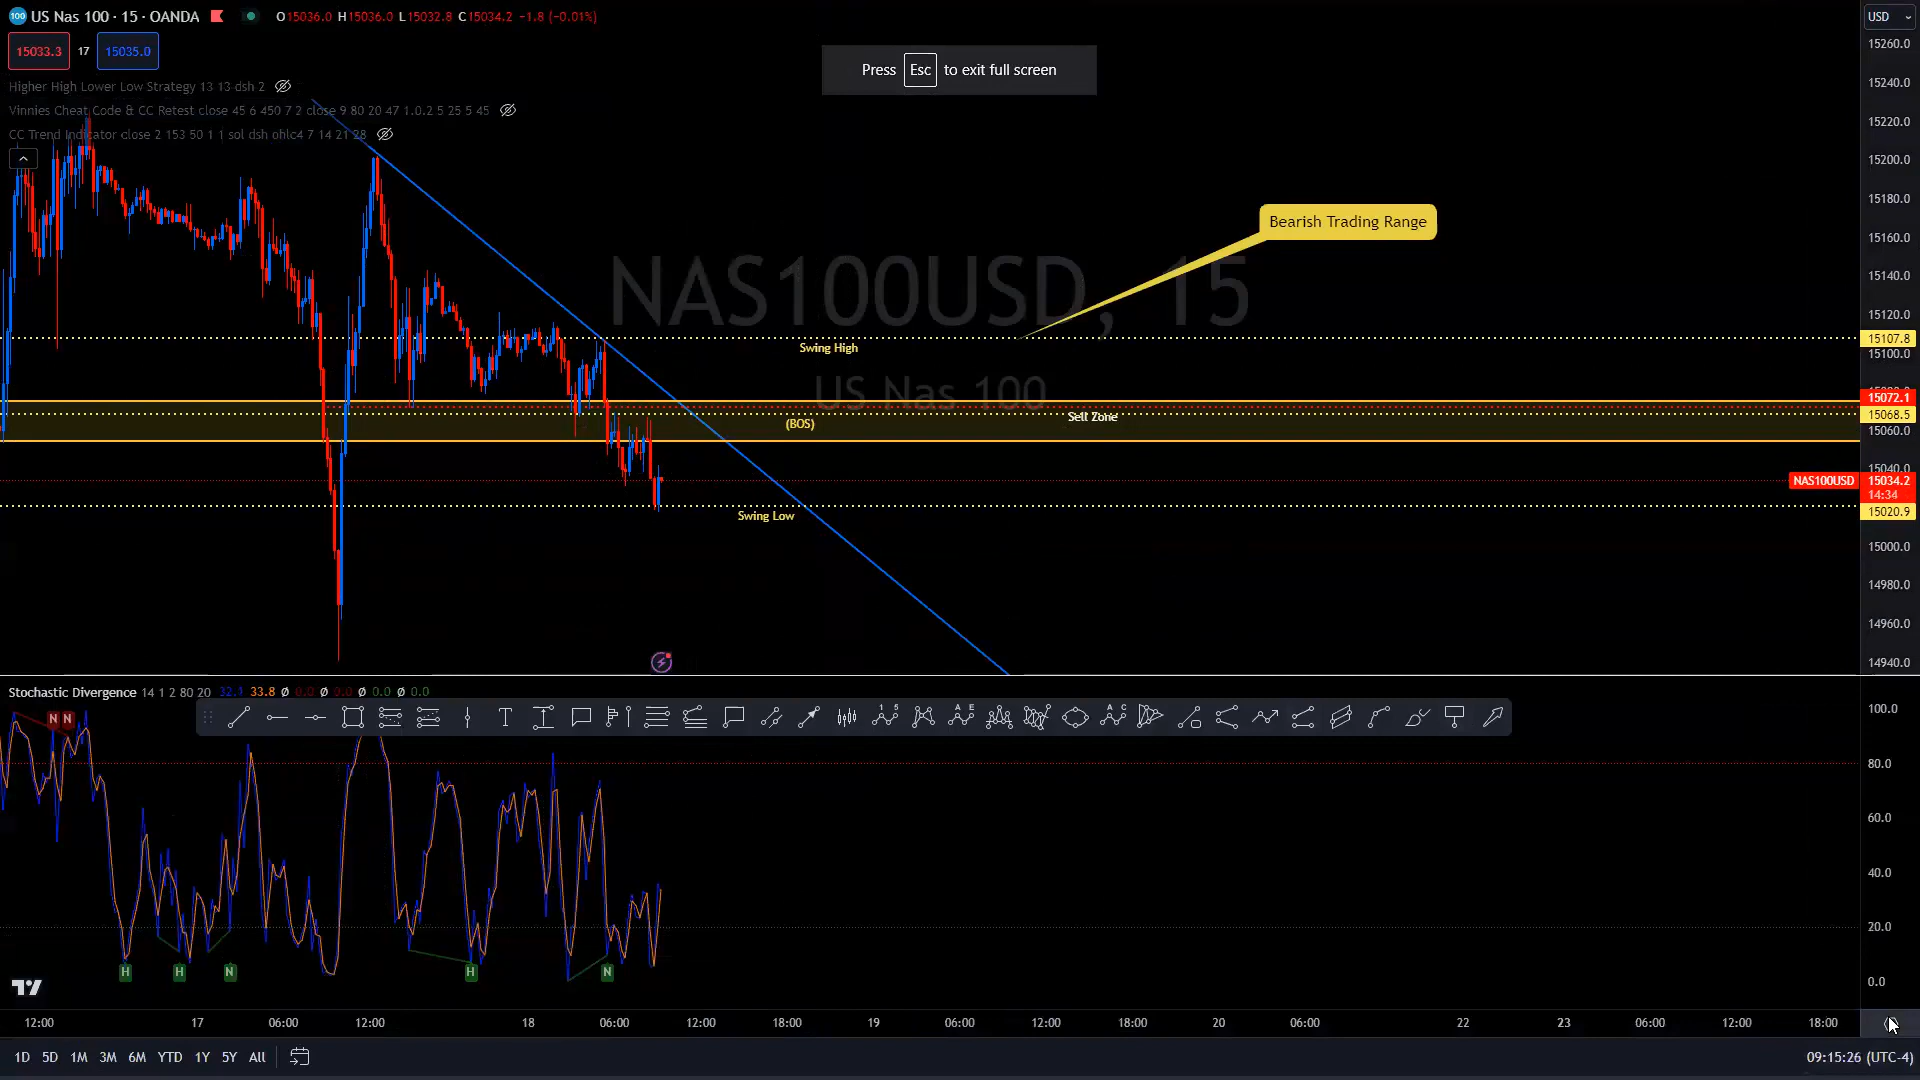 100 US Nas 100 · 15 · OANDA O15036.0 H15036.0 L15032.8 C15034.2 −1.8 (−0.01%)
USD
15033.3 17 15035.0
Press Esc to exit full screen
Higher High Lower Low Strategy 13 13 dsh 2
Vinnies Cheat Code & CC Retest close 45 6 450 7 2 close 9 80 20 47 1.0.2 5 25 5 45
CC Trend Indicator close 2 153 50 1 1 sol dsh ohlc4 7 14 21 28
Bearish Trading Range
NAS100USD, 15
US Nas 100
Swing High
Sell Zone
(BOS)
Swing Low
15260.0
15240.0
15220.0
15200.0
15180.0
15160.0
15140.0
15120.0
15107.8
15100.0
15072.1
15068.5
15060.0
15040.0
NAS100USD 15034.2
14:34
15020.9
15000.0
14980.0
14960.0
14940.0
Stochastic Divergence 14 1 2 80 20 32.1 33.8 Ø 0.0 Ø 0.0 Ø 0.0 Ø 0.0
N N
H H N H N
100.0
80.0
60.0
40.0
20.0
0.0
12:00 17 06:00 12:00 18 06:00 12:00 18:00 19 06:00 12:00 18:00 20 06:00 22 23 06:00 12:00 18:00
1D 5D 1M 3M 6M YTD 1Y 5Y All
09:15:26 (UTC-4)